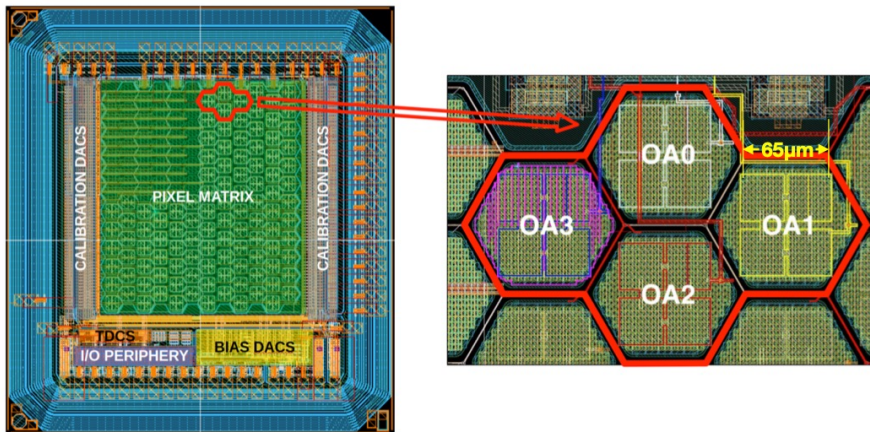 CALIBRATION DACS
PIXEL MATRIX
CALIBRATION DACS
TDCS
I/O PERIPHERY
BIAS DACS
OA0
65µm
OA3
OA1
OA2